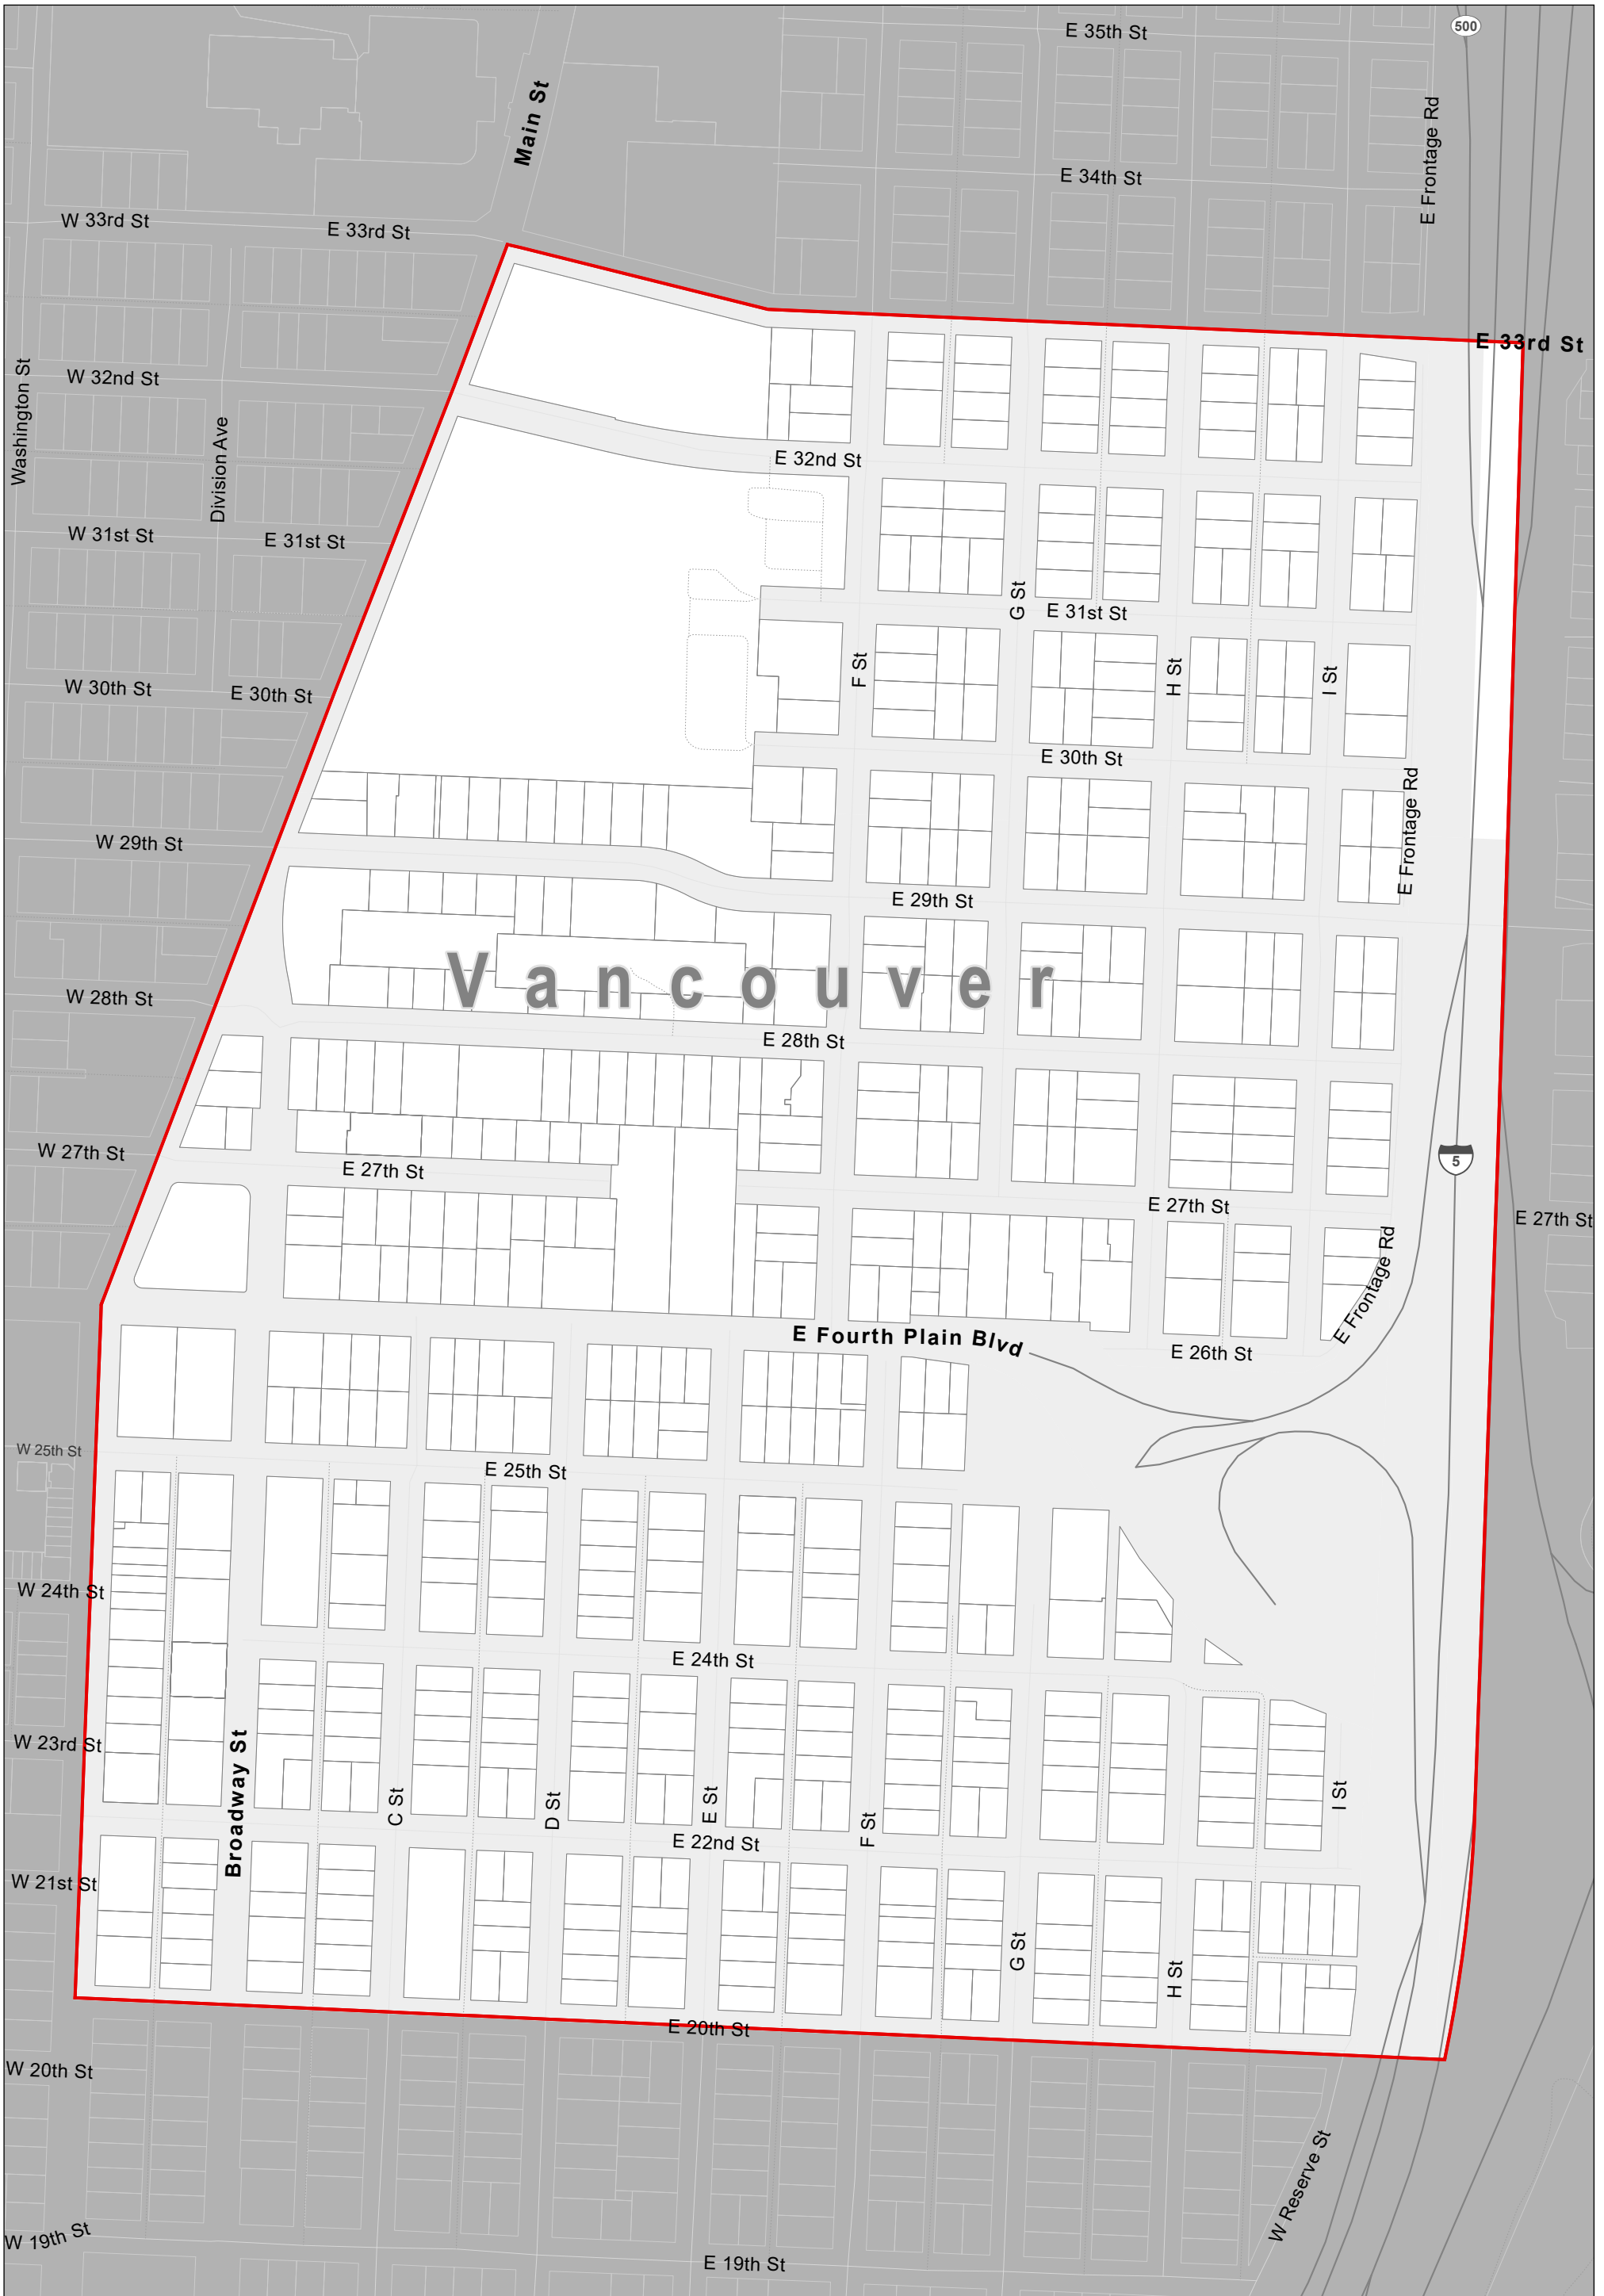 500
E 35th St
Main St
E Frontage Rd
E 34th St
W 33rd St
E 33rd St
E 33rd St
W 32nd St
Washington St
Division Ave
E 32nd St
W 31st St
E 31st St
G St
E 31st St
F St
H St
I St
W 30th St
E 30th St
E 30th St
E Frontage Rd
W 29th St
E 29th St
Vancouver
W 28th St
E 28th St
W 27th St
5
E 27th St
E 27th St
E 27th St
E Frontage Rd
E Fourth Plain Blvd
E 26th St
W 25th St
E 25th St
W 24th St
E 24th St
W 23rd St
Broadway St
C St
D St
E St
F St
I St
E 22nd St
W 21st St
G St
H St
E 20th St
W 20th St
W Reserve St
W 19th St
E 19th St